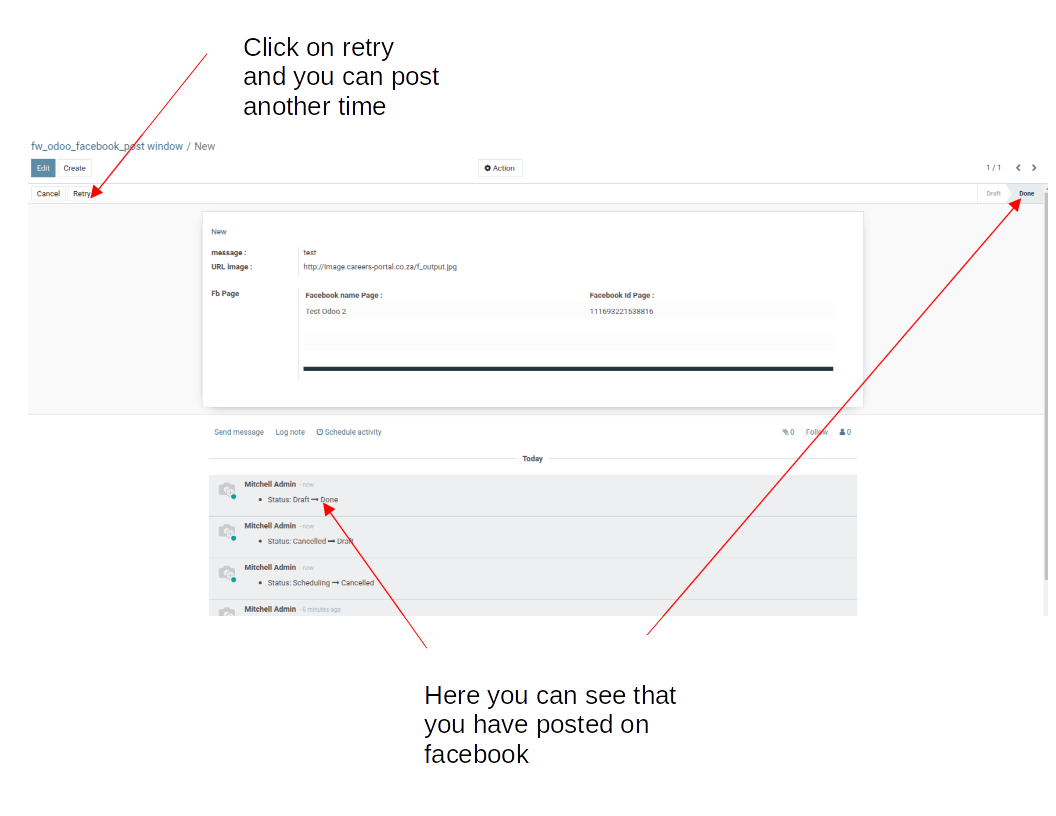 Click on retry
and you can post
another time
fw_odoo_facebook_post window / New
Edit Create Action 1 / 1
Cancel Retry Draft Done
New
message : test
URL image : http://image.careers-portal.co.za/f_output.jpg
Fb Page Facebook name Page : Facebook Id Page :
Test Odoo 2 111693221538816
Send message Log note Schedule activity 0 Follow 0
Today
Mitchell Admin - now
• Status: Draft → Done
Mitchell Admin - now
• Status: Cancelled → Draft
Mitchell Admin - now
• Status: Scheduling → Cancelled
Mitchell Admin - 6 minutes ago
Here you can see that
you have posted on
facebook